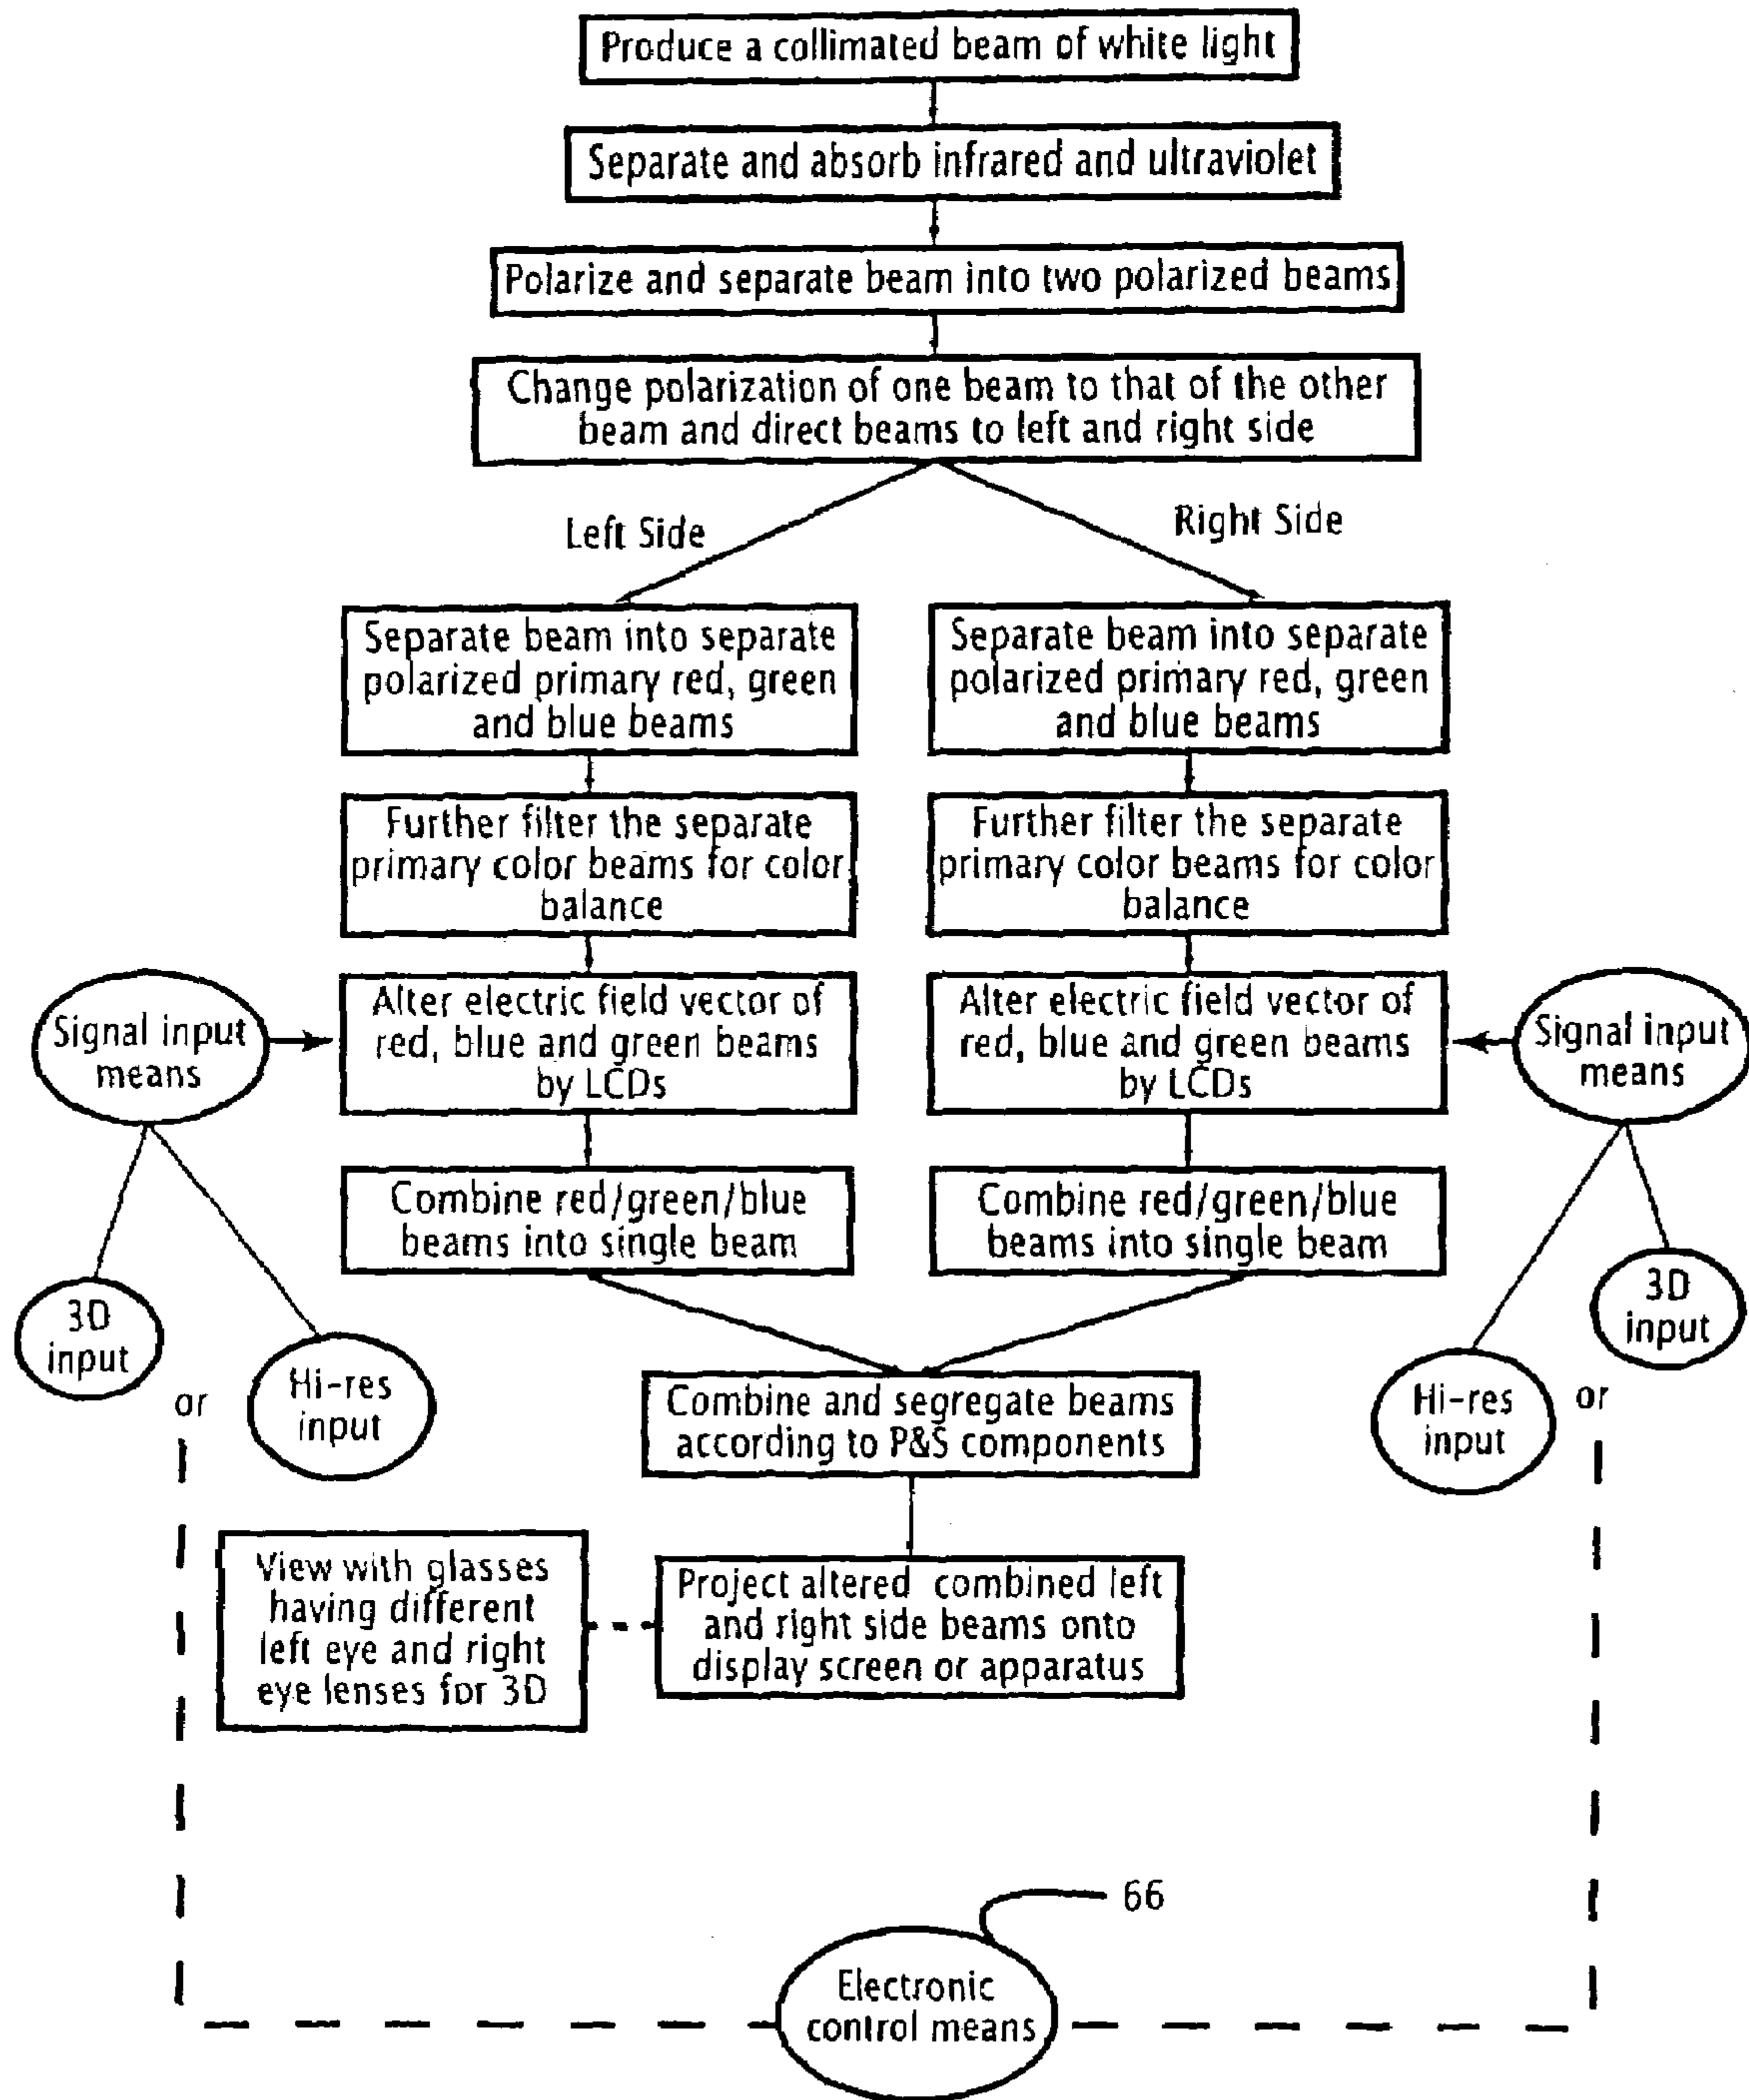 Produce a collimated beam of white light
Separate and absorb infrared and ultraviolet
Polarize and separate beam into two polarized beams
Change polarization of one beam to that of the other
beam and direct beams to left and right side
Left Side
Right Side
Separate beam into separate
polarized primary red, green
and blue beams
Separate beam into separate
polarized primary red, green
and blue beams
Further filter the separate
primary color beams for color
balance
Further filter the separate
primary color beams for color
balance
Signal input
means
Alter electric field vector of
red, blue and green beams
by LCDs
Alter electric field vector of
red, blue and green beams
by LCDs
Signal input
means
Combine red/green/blue
beams into single beam
Combine red/green/blue
beams into single beam
3D
input
or
Hi-res
input
Combine and segregate beams
according to P&S components
Hi-res
input
or
3D
input
View with glasses
having different
left eye and right
eye lenses for 3D
Project altered combined left
and right side beams onto
display screen or apparatus
66
Electronic
control means